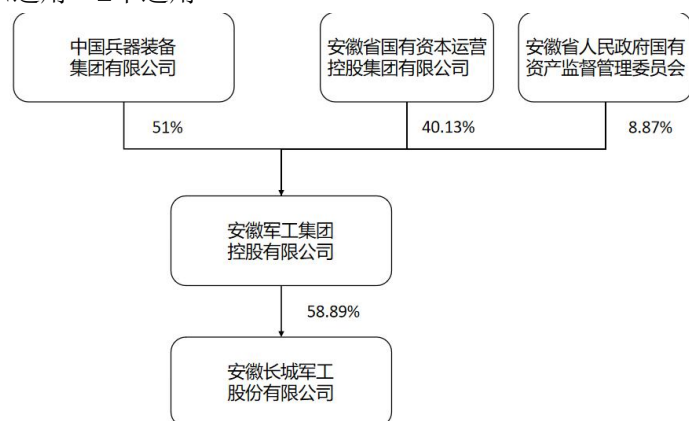 中国兵器装备
集团有限公司
安徽省国有资本运营
控股集团有限公司
安徽省人民政府国有
资产监督管理委员会
51%
40.13%
8.87%
安徽军工集团
控股有限公司
58.89%
安徽长城军工
股份有限公司